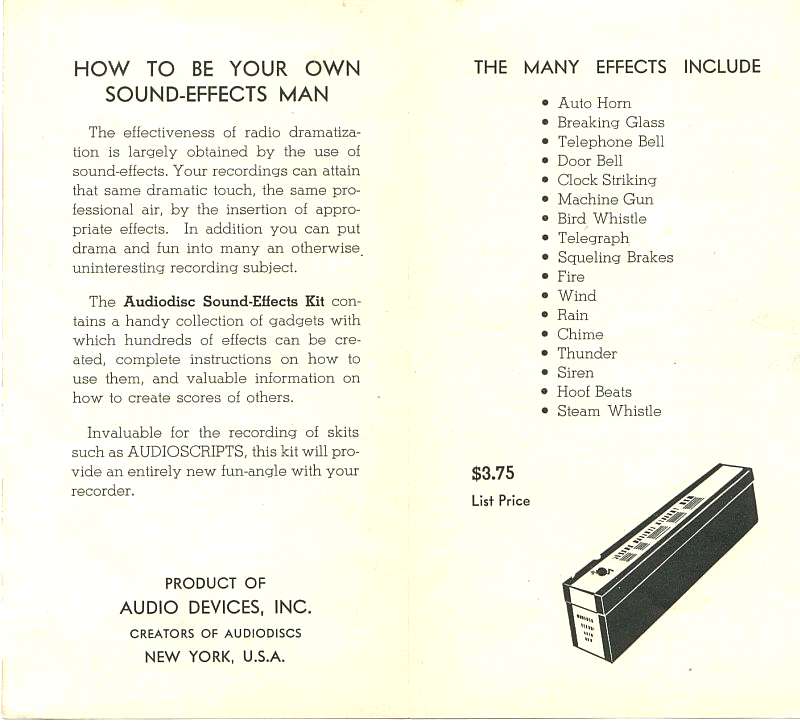 HOW TO BE YOUR OWN
SOUND-EFFECTS MAN
The effectiveness of radio dramatiza-
tion is largely obtained by the use of
sound-effects. Your recordings can attain
that same dramatic touch, the same pro-
fessional air, by the insertion of appro-
priate effects. In addition you can put
drama and fun into many an otherwise
uninteresting recording subject.
The Audiodisc Sound-Effects Kit con-
tains a handy collection of gadgets with
which hundreds of effects can be cre-
ated, complete instructions on how to
use them, and valuable information on
how to create scores of others.
Invaluable for the recording of skits
such as AUDIOSCRIPTS, this kit will pro-
vide an entirely new fun-angle with your
recorder.
PRODUCT OF
AUDIO DEVICES, INC.
CREATORS OF AUDIODISCS
NEW YORK, U.S.A.
THE MANY EFFECTS INCLUDE
• Auto Horn
• Breaking Glass
• Telephone Bell
• Door Bell
• Clock Striking
• Machine Gun
• Bird Whistle
• Telegraph
• Squeling Brakes
• Fire
• Wind
• Rain
• Chime
• Thunder
• Siren
• Hoof Beats
• Steam Whistle
$3.75
List Price